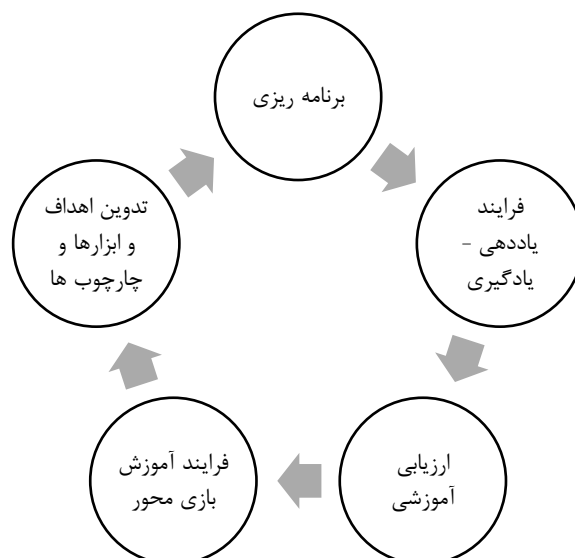 برنامه ریزی
فرایند
یاددهی -
یادگیری
ارزیابی
آموزشی
فرایند آموزش
بازی محور
تدوین اهداف
و ابزارها و
چارچوب ها